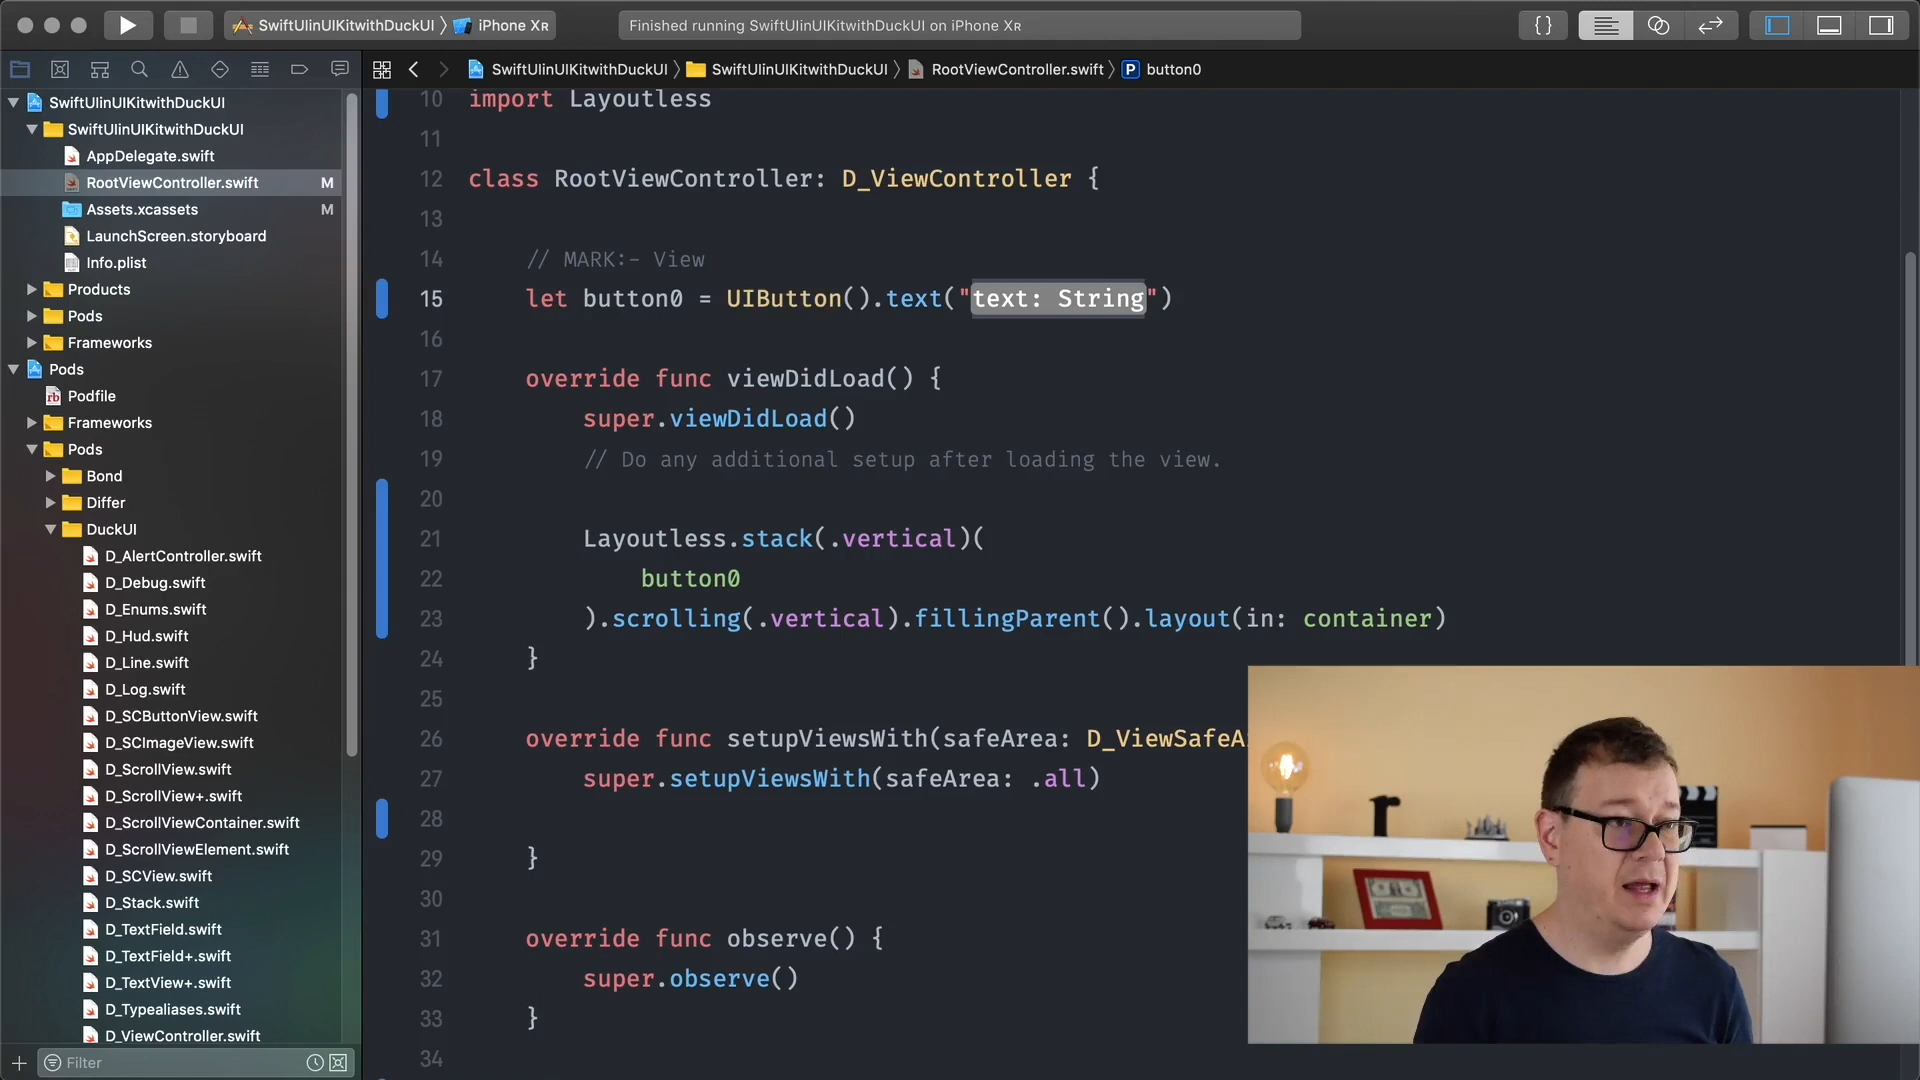 SwiftUIinUIKitwithDuckUI 〉 iPhone Xʀ
Finished running SwiftUIinUIKitwithDuckUI on iPhone Xʀ
{}
SwiftUIinUIKitwithDuckUI 〉 SwiftUIinUIKitwithDuckUI 〉 RootViewController.swift 〉 P button0
SwiftUIinUIKitwithDuckUI
SwiftUIinUIKitwithDuckUI
AppDelegate.swift
RootViewController.swift M
Assets.xcassets M
LaunchScreen.storyboard
Info.plist
Products
Pods
Frameworks
Pods
rb Podfile
Frameworks
Pods
Bond
Differ
DuckUI
D_AlertController.swift
D_Debug.swift
D_Enums.swift
D_Hud.swift
D_Line.swift
D_Log.swift
D_SCButtonView.swift
D_SCImageView.swift
D_ScrollView.swift
D_ScrollView+.swift
D_ScrollViewContainer.swift
D_ScrollViewElement.swift
D_SCView.swift
D_Stack.swift
D_TextField.swift
D_TextField+.swift
D_TextView+.swift
D_Typealiases.swift
D_ViewController.swift
Filter
10 import Layoutless
11
12 class RootViewController: D_ViewController {
13
14 // MARK:- View
15 let button0 = UIButton().text("text: String")
16
17 override func viewDidLoad() {
18 super.viewDidLoad()
19 // Do any additional setup after loading the view.
20
21 Layoutless.stack(.vertical)(
22 button0
23 ).scrolling(.vertical).fillingParent().layout(in: container)
24 }
25
26 override func setupViewsWith(safeArea: D_ViewSafeA
27 super.setupViewsWith(safeArea: .all)
28
29 }
30
31 override func observe() {
32 super.observe()
33 }
34